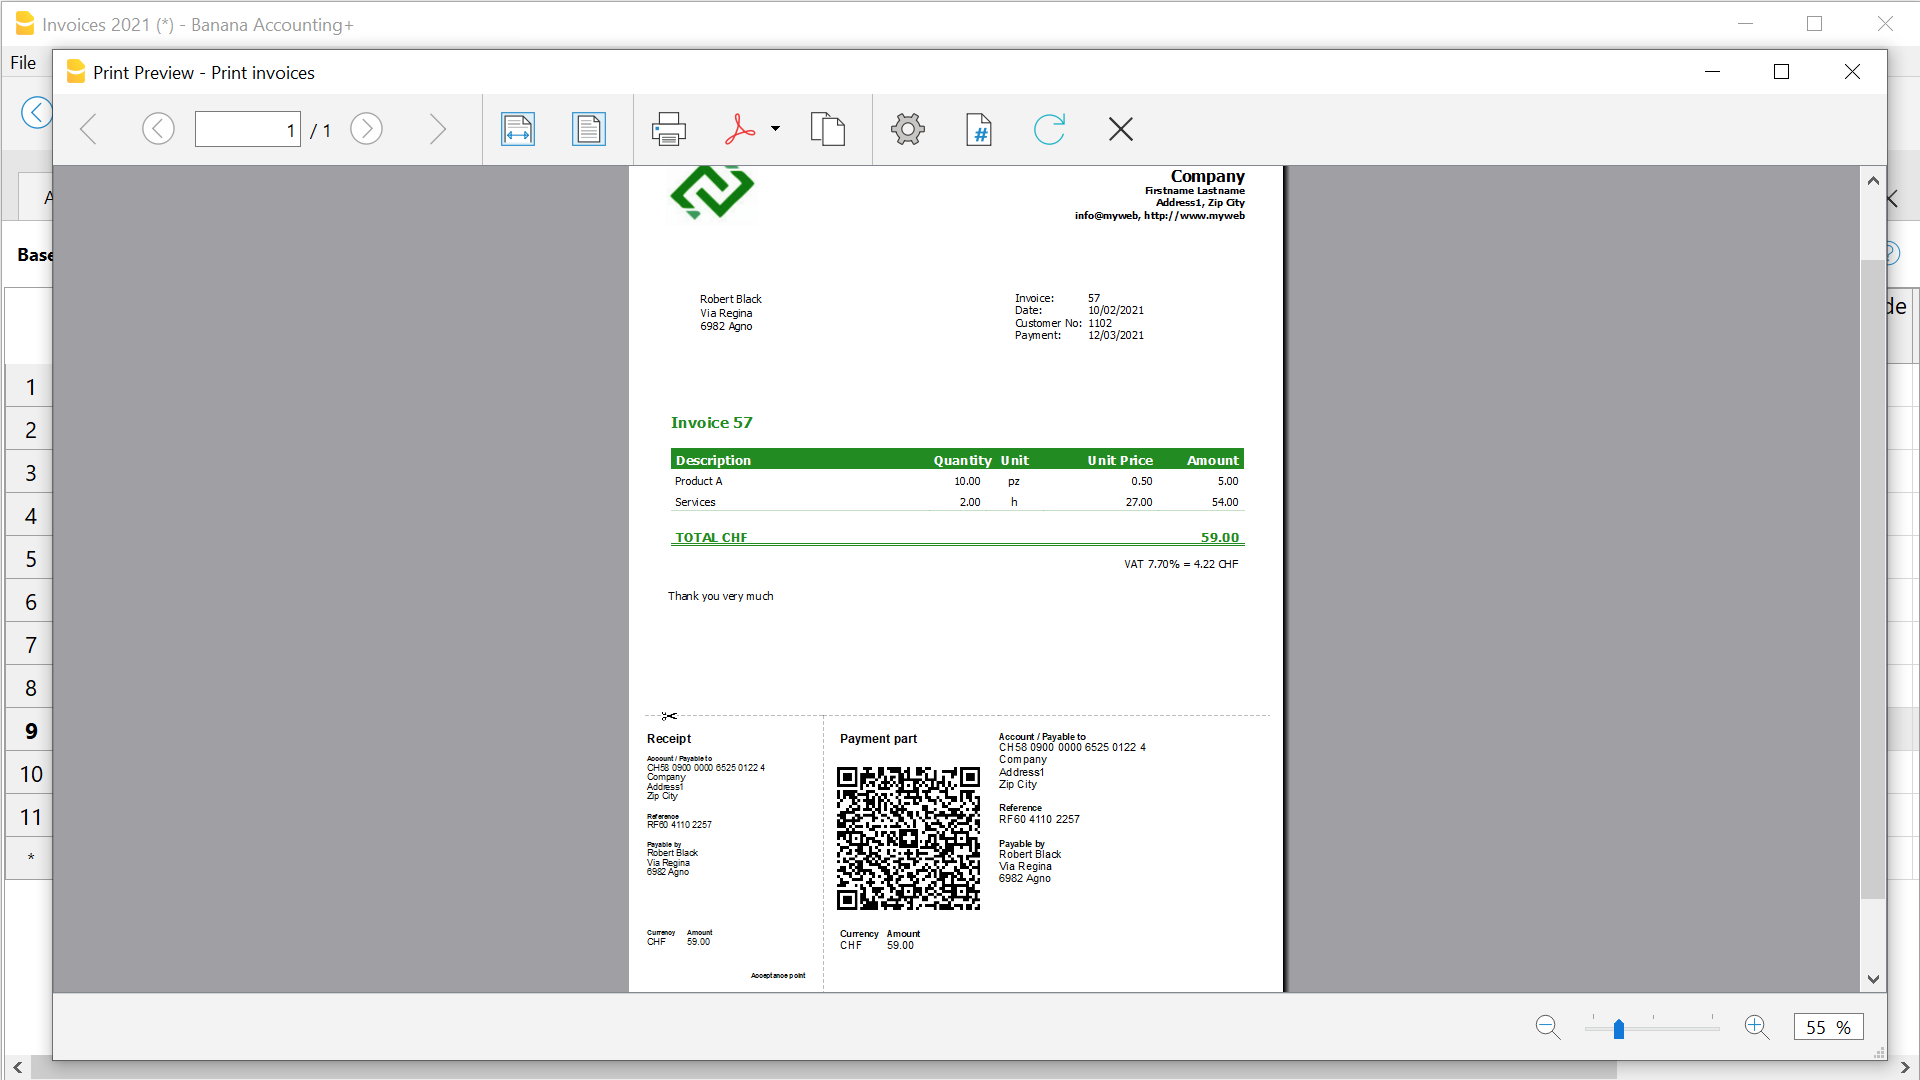 Invoices 2021 (*) - Banana Accounting+
File
Print Preview - Print invoices
1 / 1
#
A
Base
de
?
1
2
3
4
5
6
7
8
9
10
11
*
Company
Firstname Lastname
Address1, Zip City
info@myweb, http://www.myweb
Robert Black
Via Regina
6982 Agno
Invoice: 57
Date: 10/02/2021
Customer No: 1102
Payment: 12/03/2021
Invoice 57
Description Quantity Unit Unit Price Amount
Product A 10.00 pz 0.50 5.00
Services 2.00 h 27.00 54.00
TOTAL CHF 59.00
VAT 7.70% = 4.22 CHF
Thank you very much
Receipt
Account / Payable to
CH58 0900 0000 6525 0122 4
Company
Address1
Zip City
Reference
RF60 4110 2257
Payable by
Robert Black
Via Regina
6982 Agno
Currency Amount
CHF 59.00
Acceptance point
Payment part
Currency Amount
CHF 59.00
Account / Payable to
CH58 0900 0000 6525 0122 4
Company
Address1
Zip City
Reference
RF60 4110 2257
Payable by
Robert Black
Via Regina
6982 Agno
55 %